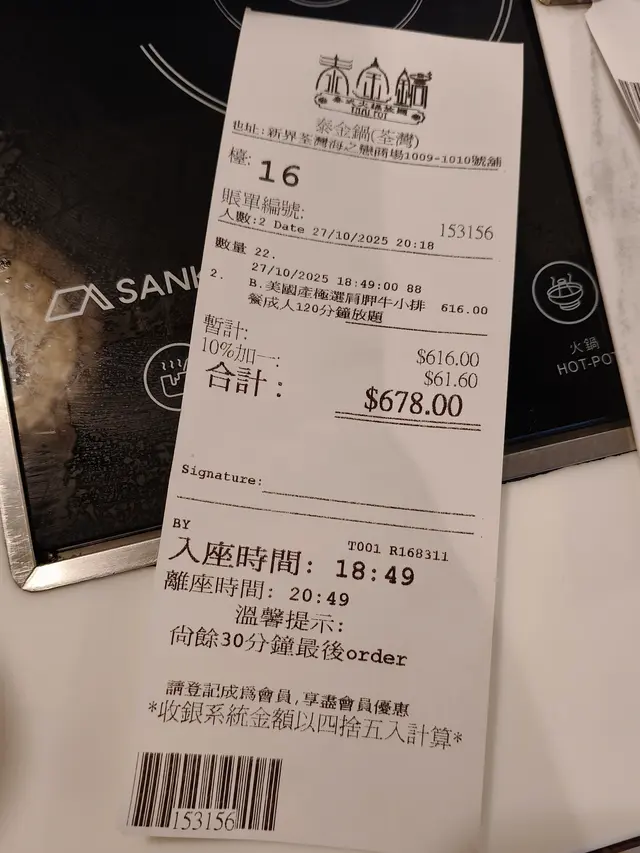 泰金鍋
泰式火鍋放題
泰金鍋(荃灣)
地址:新界荃灣海之戀商場1009-1010號舖
檯: 16
賬單編號: 153156
人數:2 Date 27/10/2025 20:18
數量 22.
27/10/2025 18:49:00 88
2. B.美國產極選肩胛牛小排 616.00
餐成人120分鐘放題
暫計: $616.00
10%加一: $61.60
合計: $678.00
Signature:
BY T001 R168311
入座時間: 18:49
離座時間: 20:49
溫馨提示:
尚餘30分鐘最後order
請登記成爲會員,享盡會員優惠
*收銀系統金額以四捨五入計算*
153156
火鍋
HOT-PO